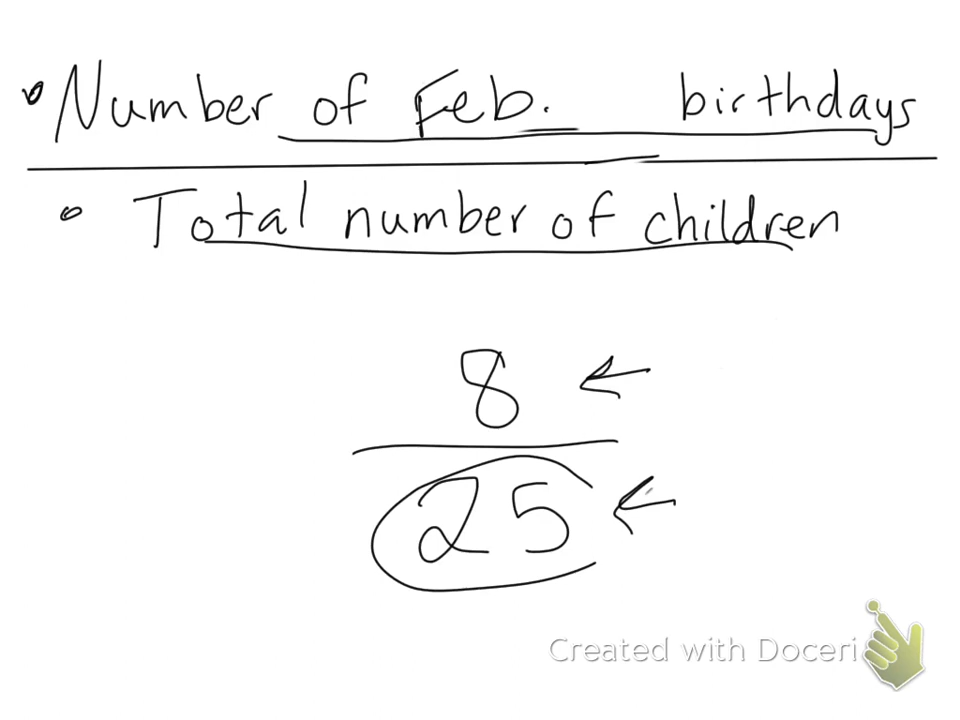 Number of Feb. birthdays
Total number of children
8
25
Created with Doceri